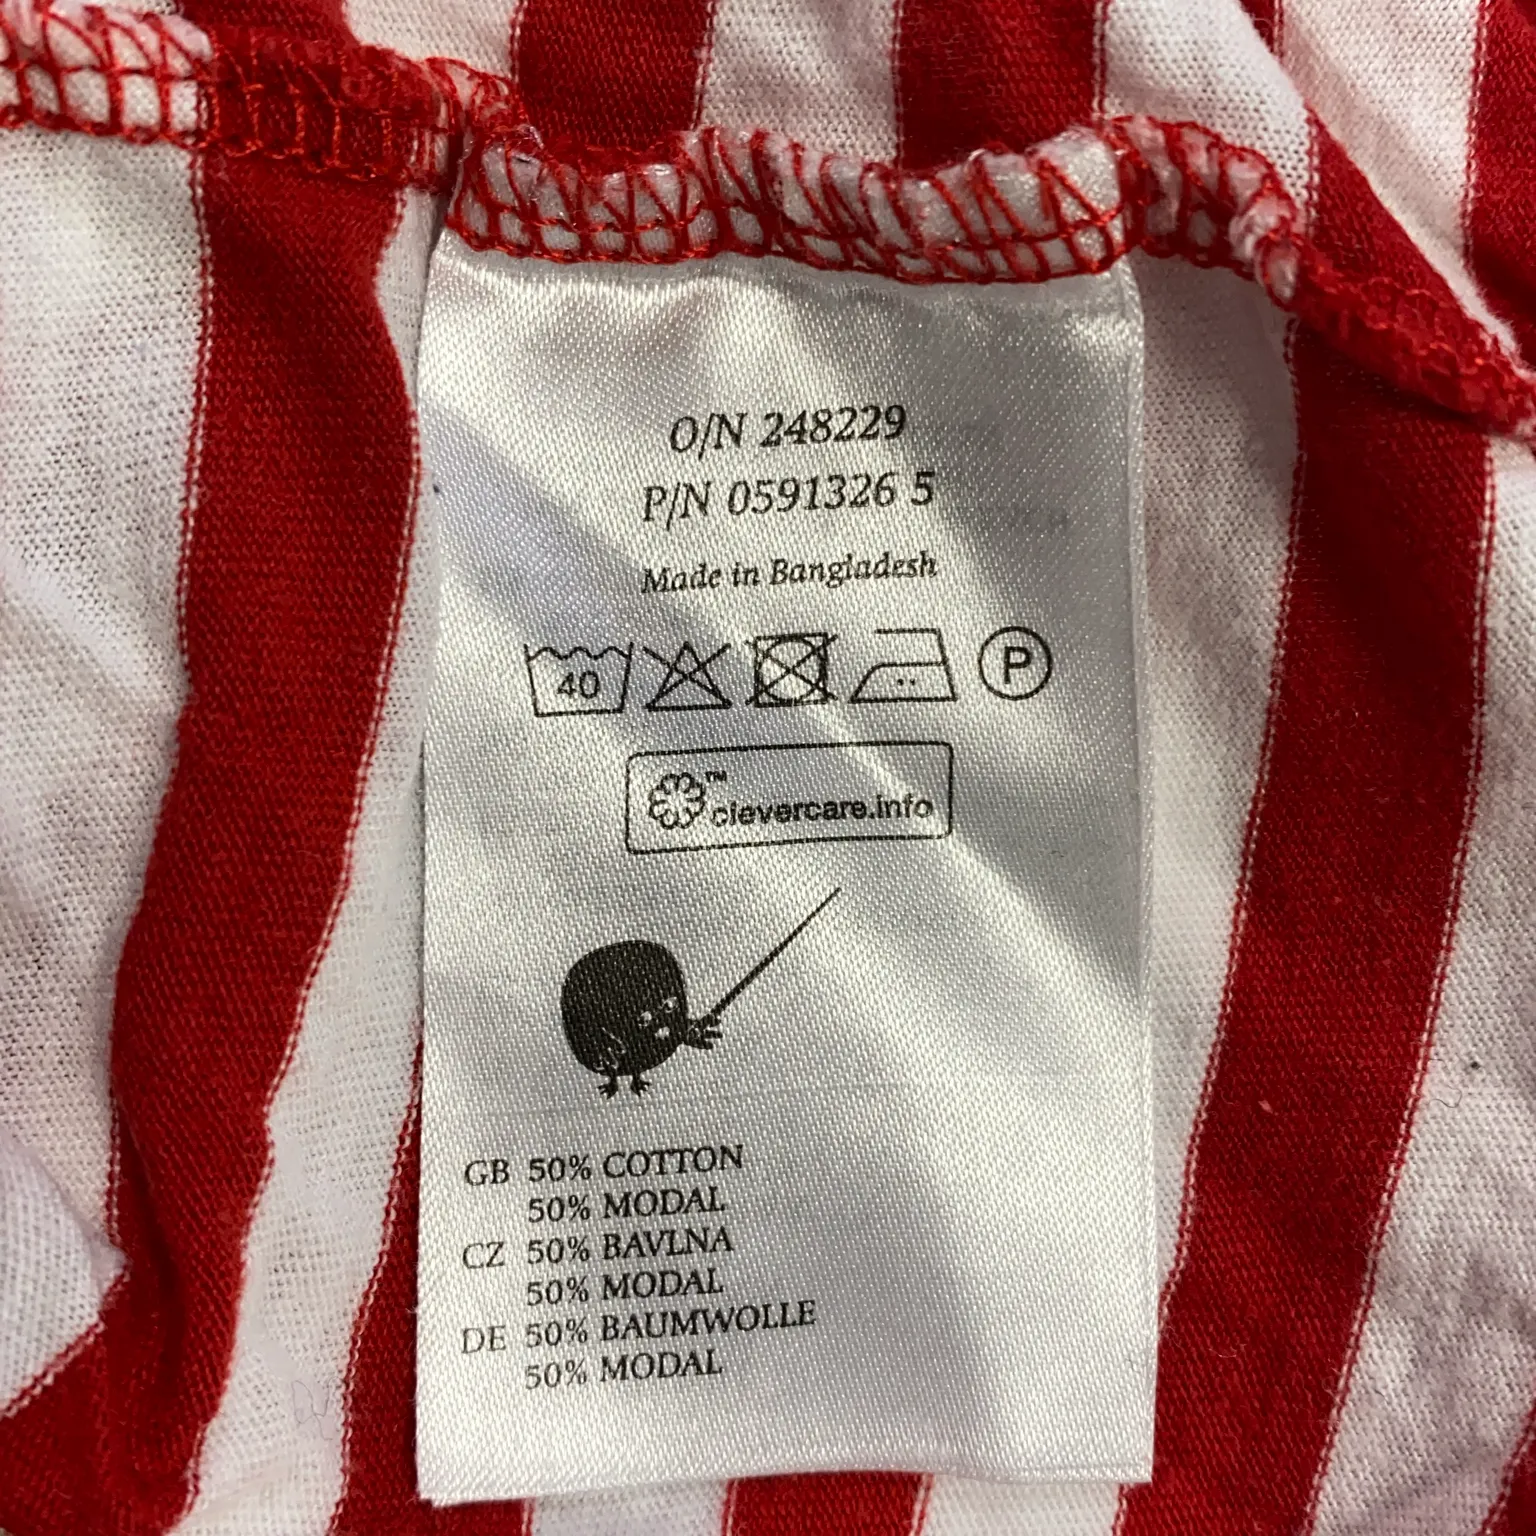 O/N 248229
P/N 0591326 5
Made in Bangladesh
40 P
™ clevercare.info
GB 50% COTTON
50% MODAL
CZ 50% BAVLNA
50% MODAL
DE 50% BAUMWOLLE
50% MODAL